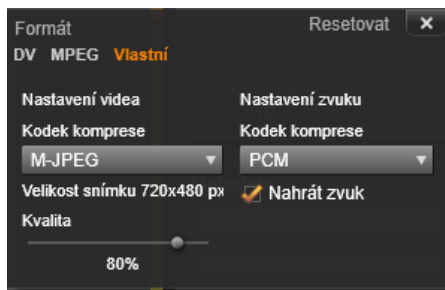 Formát
Resetovat
DV MPEG Vlastní
Nastavení videa
Kodek komprese
M-JPEG
Velikost snímku 720x480 px
Kvalita
80%
Nastavení zvuku
Kodek komprese
PCM
Nahrát zvuk